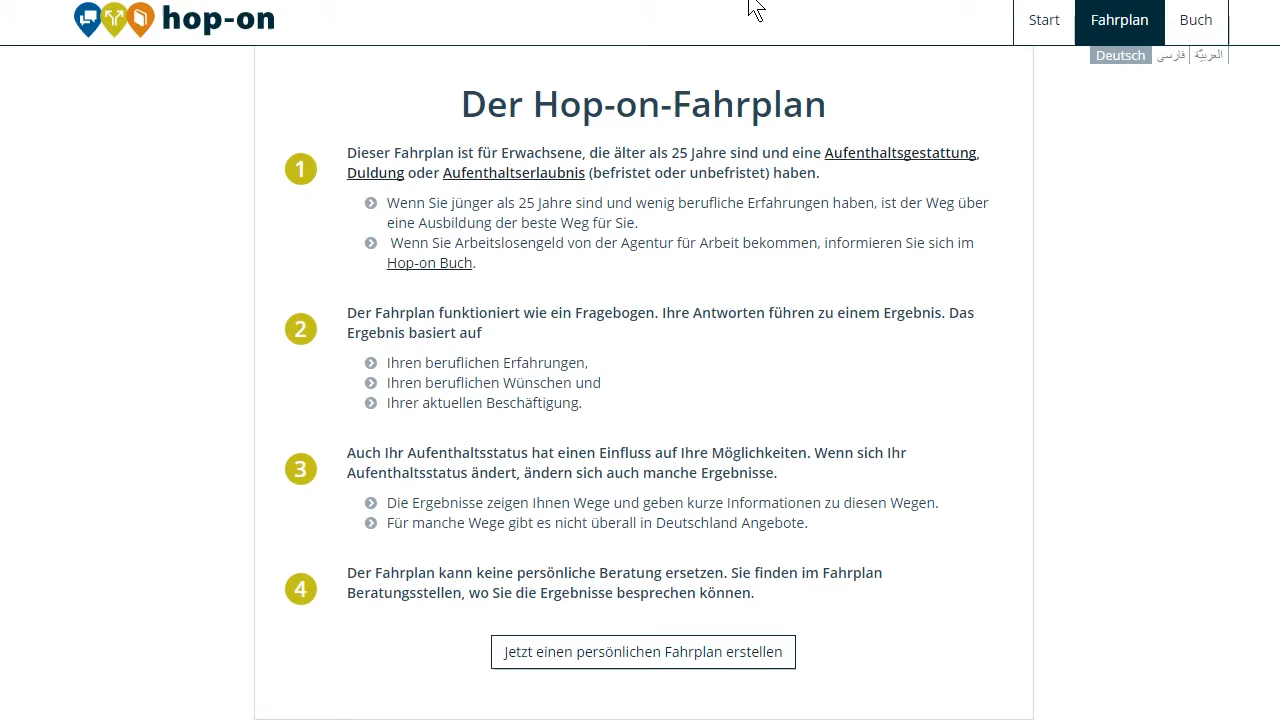 hop-on
Start
Fahrplan
Buch
Deutsch
فارسی
العربيّة
Der Hop-on-Fahrplan
1
Dieser Fahrplan ist für Erwachsene, die älter als 25 Jahre sind und eine Aufenthaltsgestattung,
Duldung oder Aufenthaltserlaubnis (befristet oder unbefristet) haben.
Wenn Sie jünger als 25 Jahre sind und wenig berufliche Erfahrungen haben, ist der Weg über
eine Ausbildung der beste Weg für Sie.
Wenn Sie Arbeitslosengeld von der Agentur für Arbeit bekommen, informieren Sie sich im
Hop-on Buch.
2
Der Fahrplan funktioniert wie ein Fragebogen. Ihre Antworten führen zu einem Ergebnis. Das
Ergebnis basiert auf
Ihren beruflichen Erfahrungen,
Ihren beruflichen Wünschen und
Ihrer aktuellen Beschäftigung.
3
Auch Ihr Aufenthaltsstatus hat einen Einfluss auf Ihre Möglichkeiten. Wenn sich Ihr
Aufenthaltsstatus ändert, ändern sich auch manche Ergebnisse.
Die Ergebnisse zeigen Ihnen Wege und geben kurze Informationen zu diesen Wegen.
Für manche Wege gibt es nicht überall in Deutschland Angebote.
4
Der Fahrplan kann keine persönliche Beratung ersetzen. Sie finden im Fahrplan
Beratungsstellen, wo Sie die Ergebnisse besprechen können.
Jetzt einen persönlichen Fahrplan erstellen